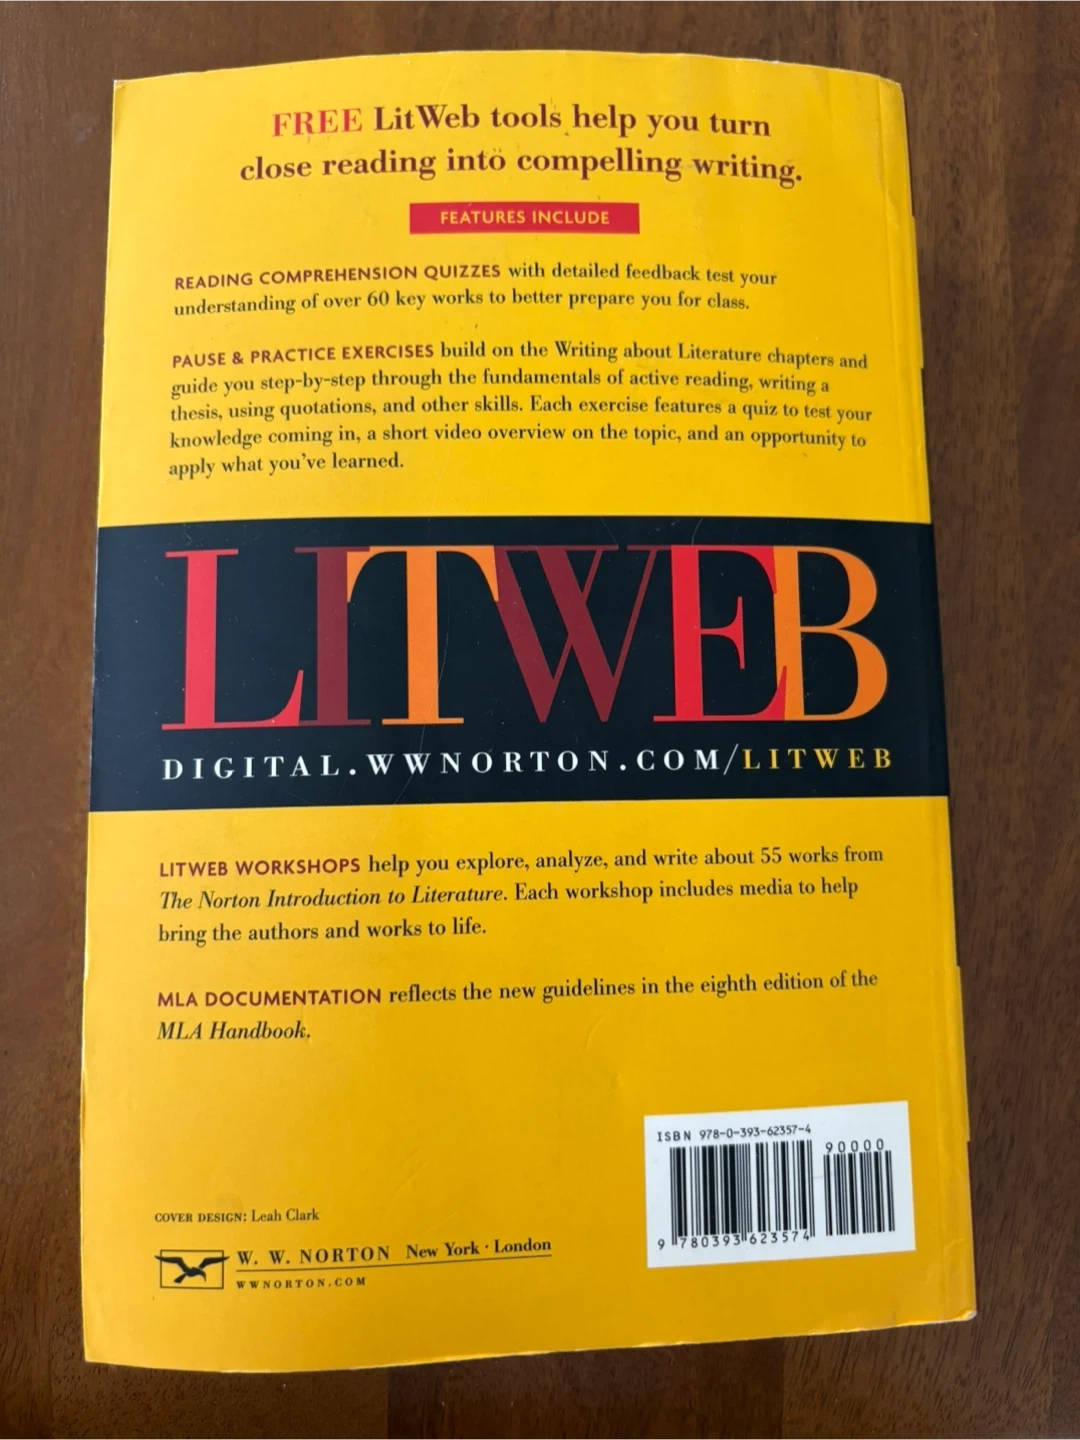 FREE LitWeb tools help you turn
close reading into compelling writing.
FEATURES INCLUDE
READING COMPREHENSION QUIZZES with detailed feedback test your
understanding of over 60 key works to better prepare you for class.
PAUSE & PRACTICE EXERCISES build on the Writing about Literature chapters and
guide you step-by-step through the fundamentals of active reading, writing a
thesis, using quotations, and other skills. Each exercise features a quiz to test your
knowledge coming in, a short video overview on the topic, and an opportunity to
apply what you've learned.
LITWEB
DIGITAL.WWNORTON.COM/LITWEB
LITWEB WORKSHOPS help you explore, analyze, and write about 55 works from
The Norton Introduction to Literature. Each workshop includes media to help
bring the authors and works to life.
MLA DOCUMENTATION reflects the new guidelines in the eighth edition of the
MLA Handbook.
ISBN 978-0-393-62357-4
90000
9 780393 623574
COVER DESIGN: Leah Clark
W. W. NORTON New York · London
WWNORTON.COM